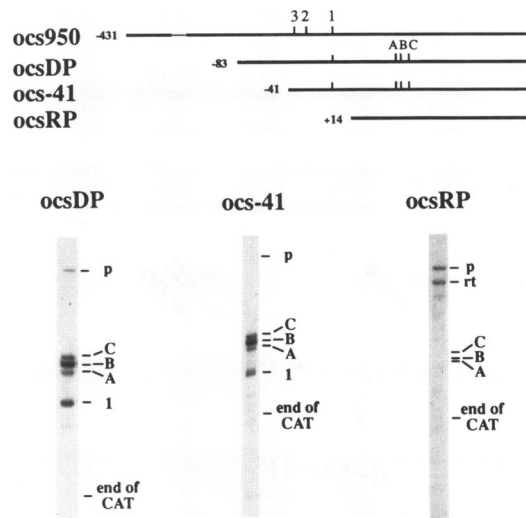 3 2 1
ocs950 -431
A B C
ocsDP -83
ocs-41 -41
ocsRP +14
ocsDP ocs-41 ocsRP
p
C
B
A
1
end of
CAT
p
C
B
A
1
end of
CAT
p
rt
C
B
A
end of
CAT